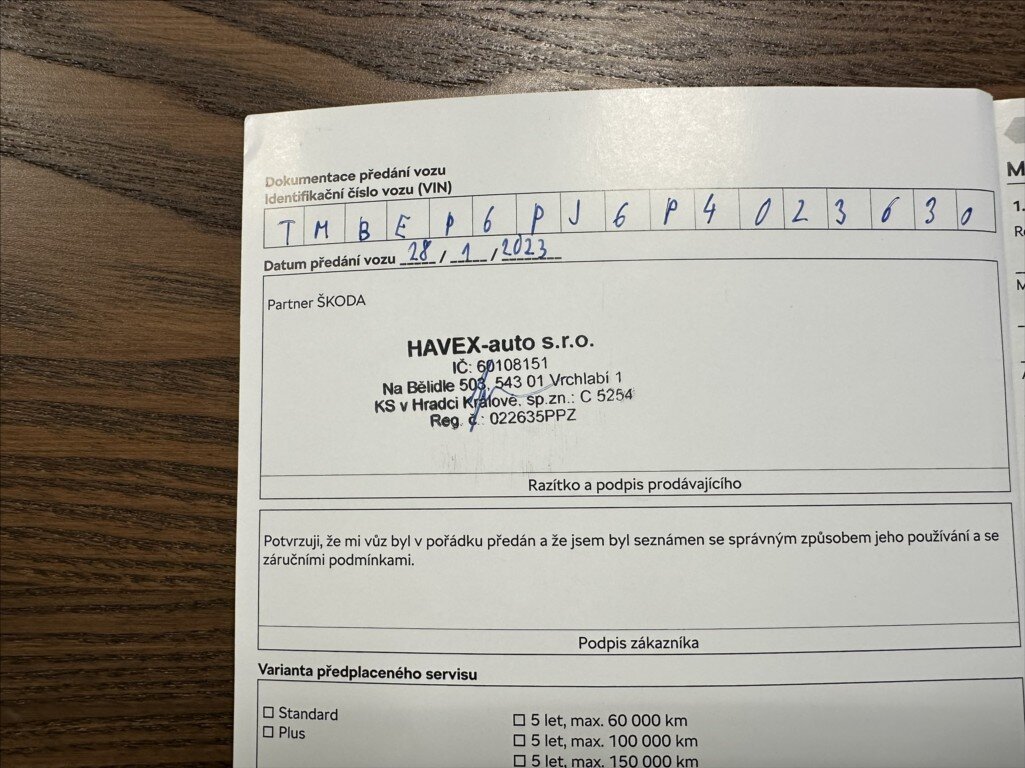 Dokumentace předání vozu
Identifikační číslo vozu (VIN)
T M B E P 6 P J 6 P 4 0 2 3 6 3 0
Datum předání vozu 28 / 1 / 2023
Partner ŠKODA
HAVEX-auto s.r.o.
IČ: 60108151
Na Bělidle 503, 543 01 Vrchlabí 1
KS v Hradci Králové, sp.zn.: C 5254
Reg. č.: 022635PPZ
Razítko a podpis prodávajícího
Potvrzuji, že mi vůz byl v pořádku předán a že jsem byl seznámen se správným způsobem jeho používání a se
záručními podmínkami.
Podpis zákazníka
Varianta předplaceného servisu
Standard
Plus
5 let, max. 60 000 km
5 let, max. 100 000 km
5 let, max. 150 000 km
M
1.
R
M